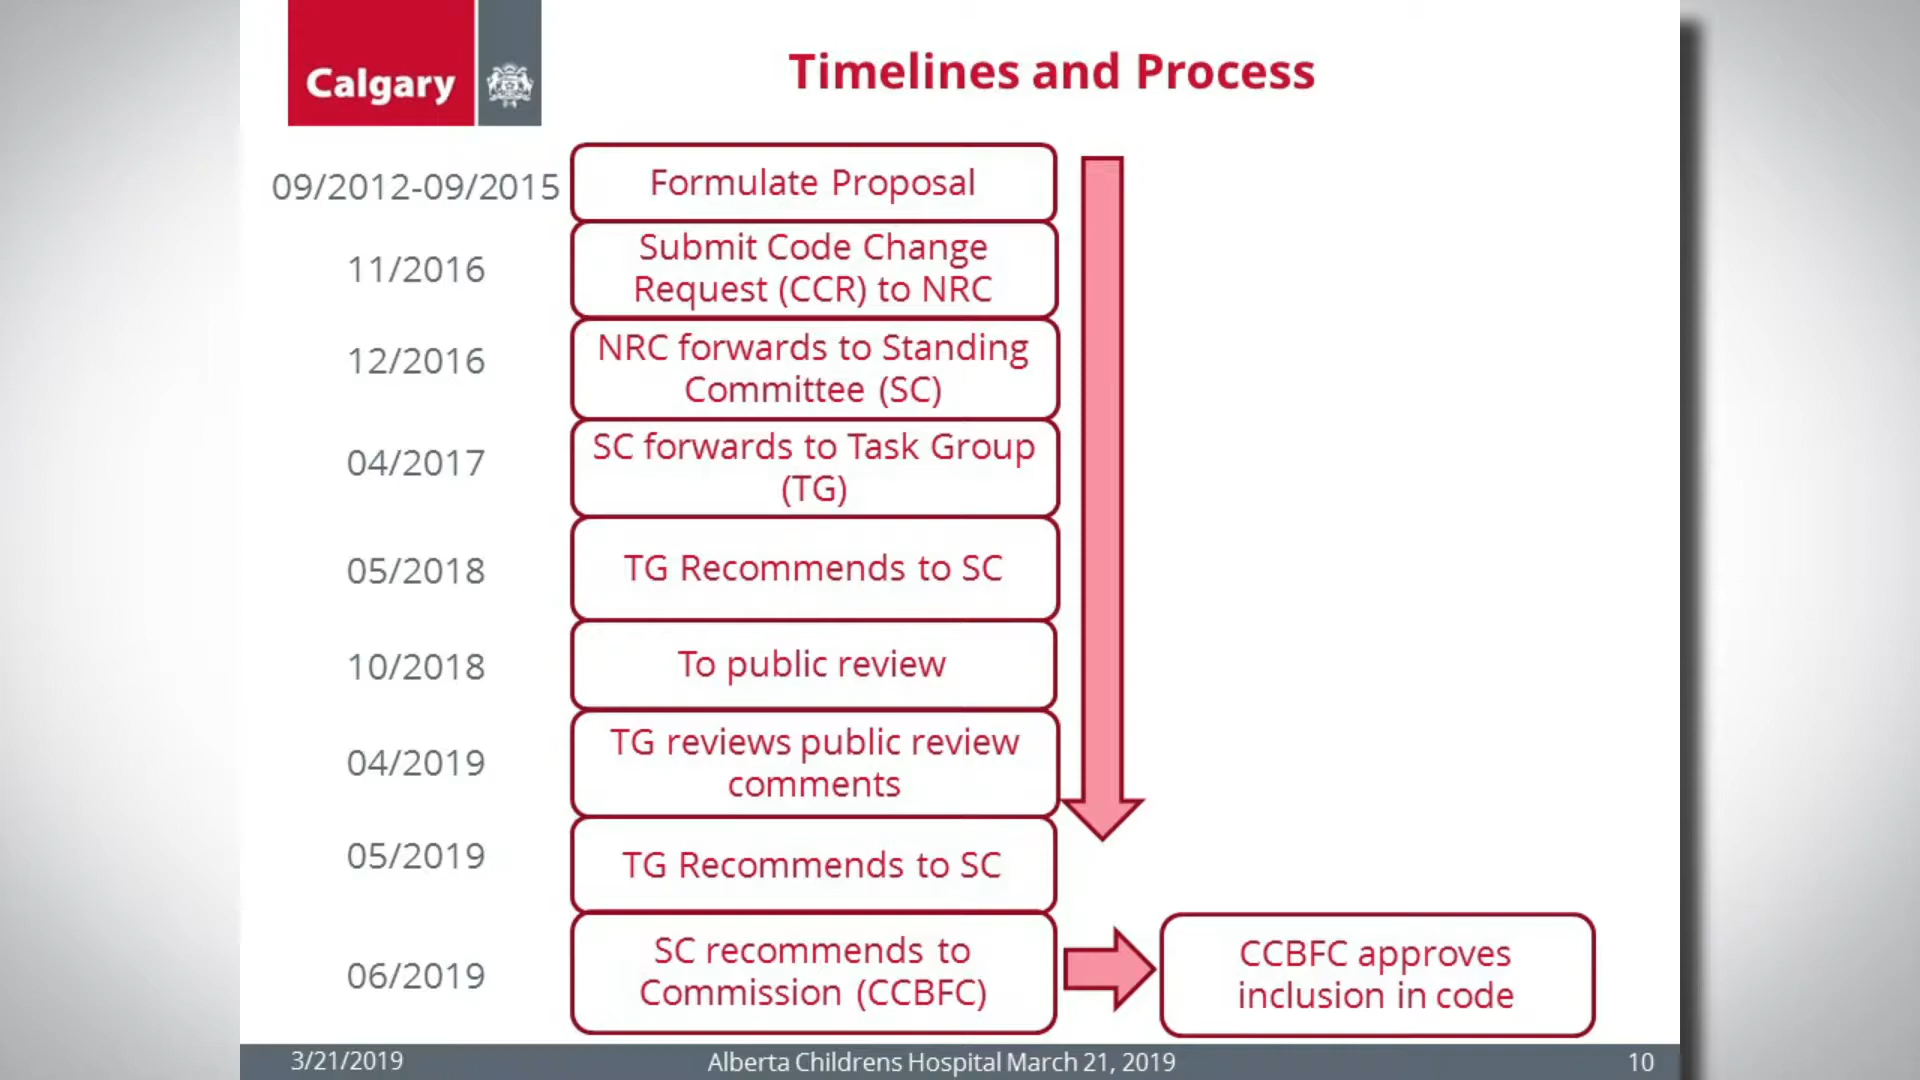 Calgary
Timelines and Process
09/2012-09/2015
Formulate Proposal
11/2016
Submit Code Change
Request (CCR) to NRC
12/2016
NRC forwards to Standing
Committee (SC)
04/2017
SC forwards to Task Group
(TG)
05/2018
TG Recommends to SC
10/2018
To public review
04/2019
TG reviews public review
comments
05/2019
TG Recommends to SC
06/2019
SC recommends to
Commission (CCBFC)
CCBFC approves
inclusion in code
3/21/2019
Alberta Childrens Hospital March 21, 2019
10